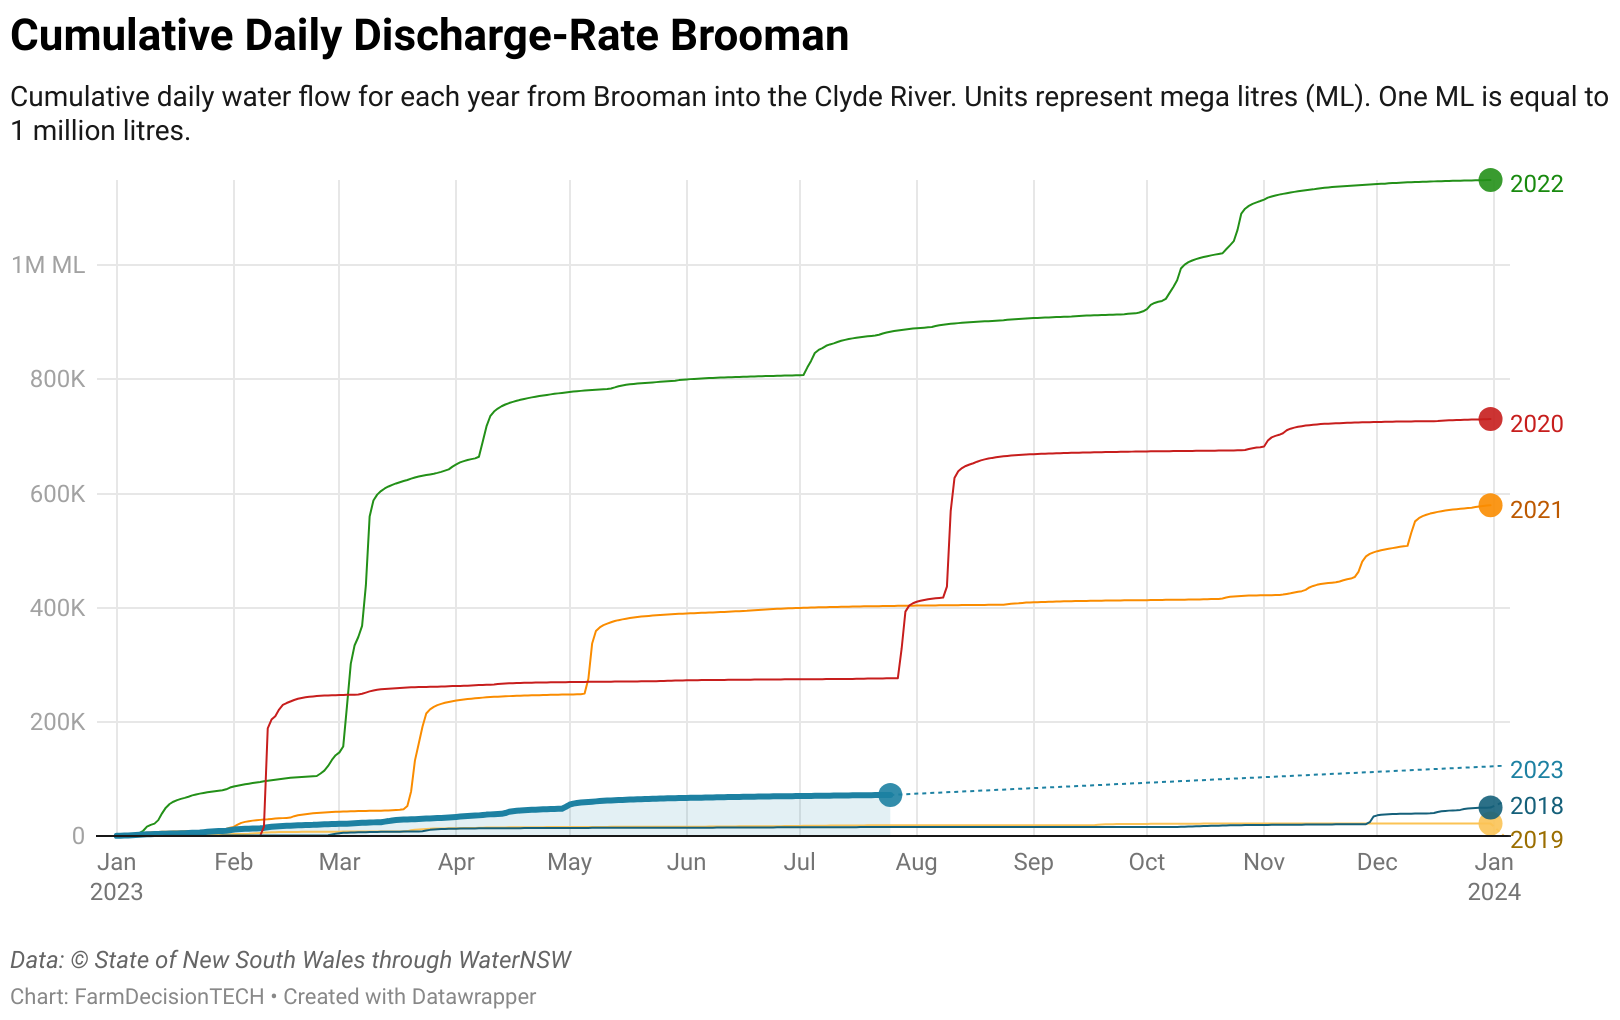 Cumulative Daily Discharge-Rate Brooman
Cumulative daily water flow for each year from Brooman into the Clyde River. Units represent mega litres (ML). One ML is equal to
1 million litres.
2022
1M ML
800K
2020
600K
2021
400K
200K
2023
2018
0
2019
Jan Feb Mar Apr May Jun Jul Aug Sep Oct Nov Dec Jan
2023 2024
Data: © State of New South Wales through WaterNSW
Chart: FarmDecisionTECH • Created with Datawrapper